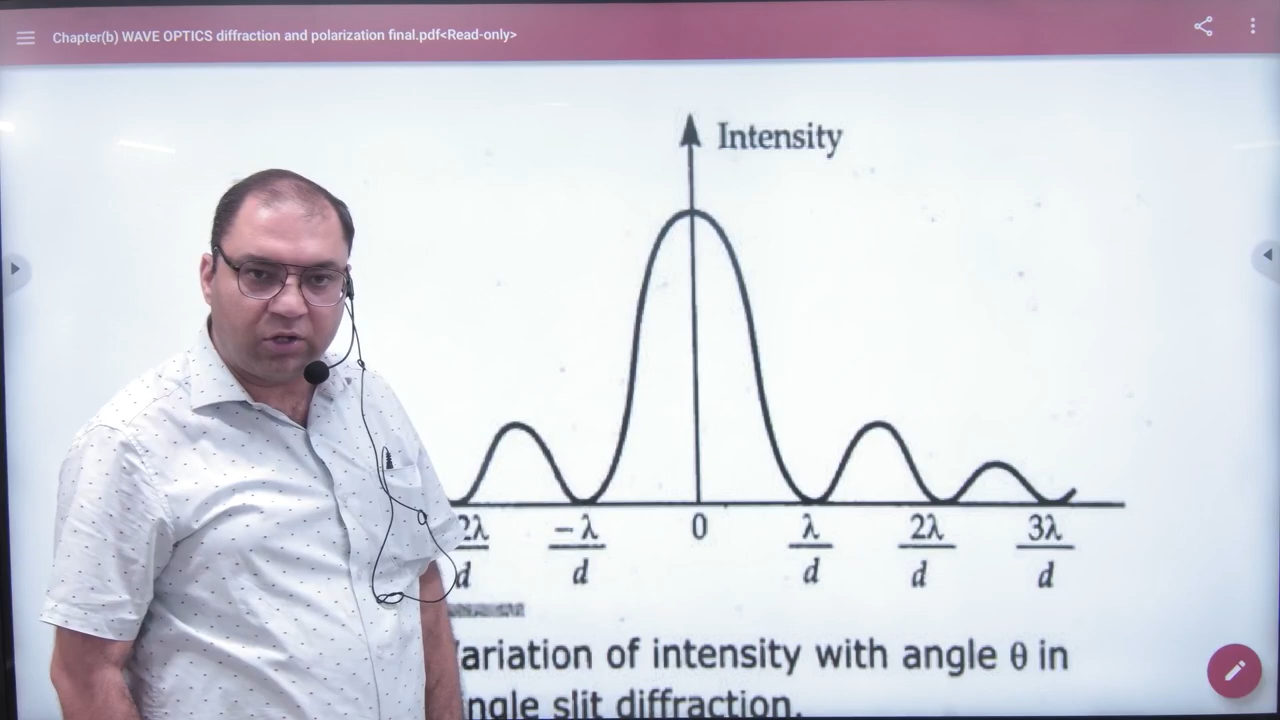 Chapter(b) WAVE OPTICS diffraction and polarization final.pdf<Read-only>
Intensity
2λ/d −λ/d 0 λ/d 2λ/d 3λ/d
ariation of intensity with angle θ in
ngle slit diffraction.